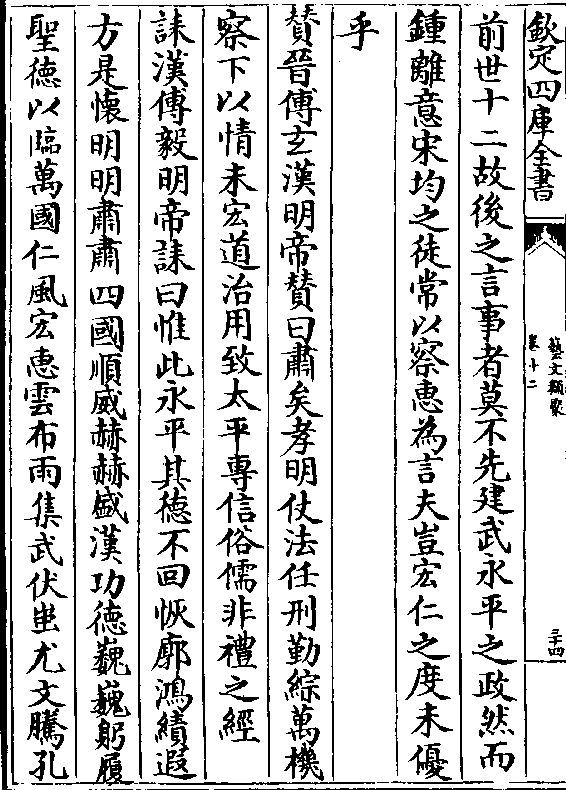 欽定四庫全書
藝文類聚
卷十二
三十四
前世十二故後之言事者莫不先建武永平之政然而
鍾離意宋均之徒常以察惠為言夫豈宏仁之度未優
乎
賛晉傅玄漢明帝賛曰肅矣孝明仗法任刑勤綜萬機
察下以情未宏道治用致太平專信俗儒非禮之經
誄漢傅毅明帝誄曰惟此永平其德不回恢廓鴻績遐
方是懷明明肅肅四國順威赫赫盛漢功德巍巍躬履
聖德以臨萬國仁風宏惠雲布雨集武伏蚩尤文騰孔